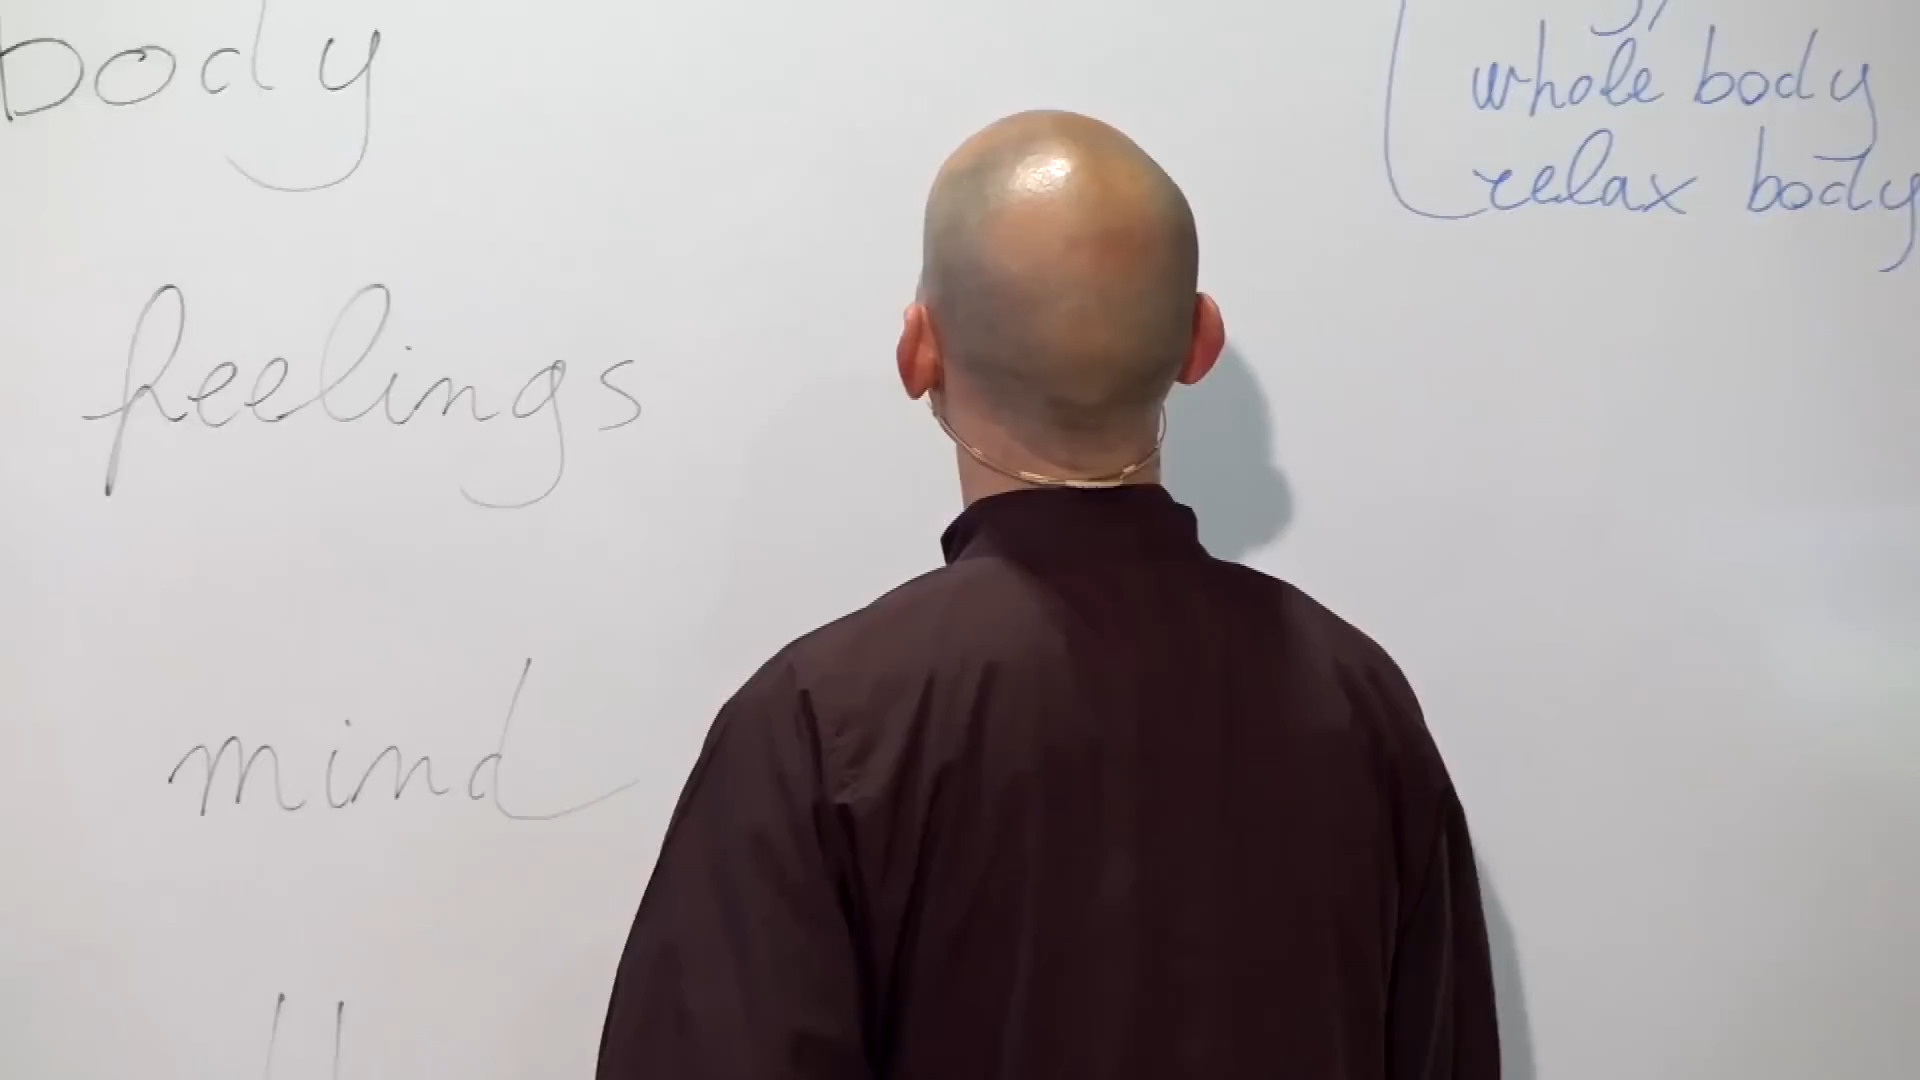 body
feelings
mind
whole body
relax body